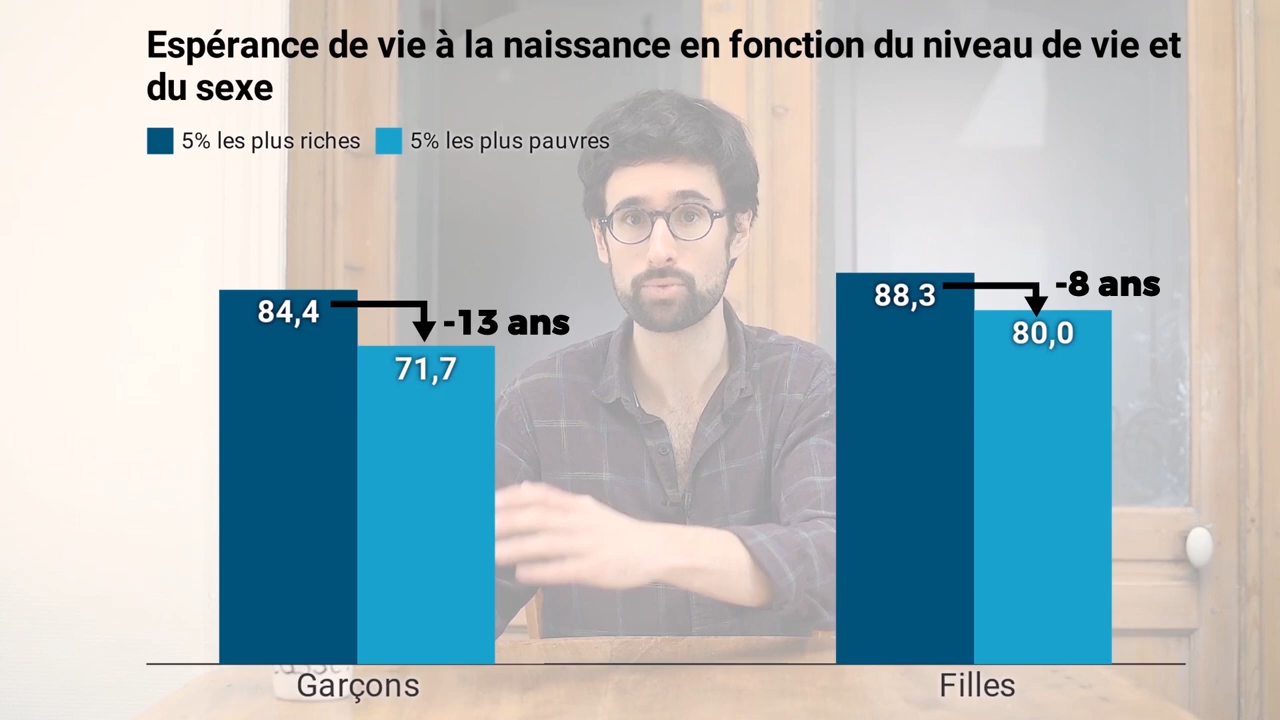 Espérance de vie à la naissance en fonction du niveau de vie et
du sexe
5% les plus riches 5% les plus pauvres
84,4
-13 ans
71,7
88,3
-8 ans
80,0
Garçons
Filles